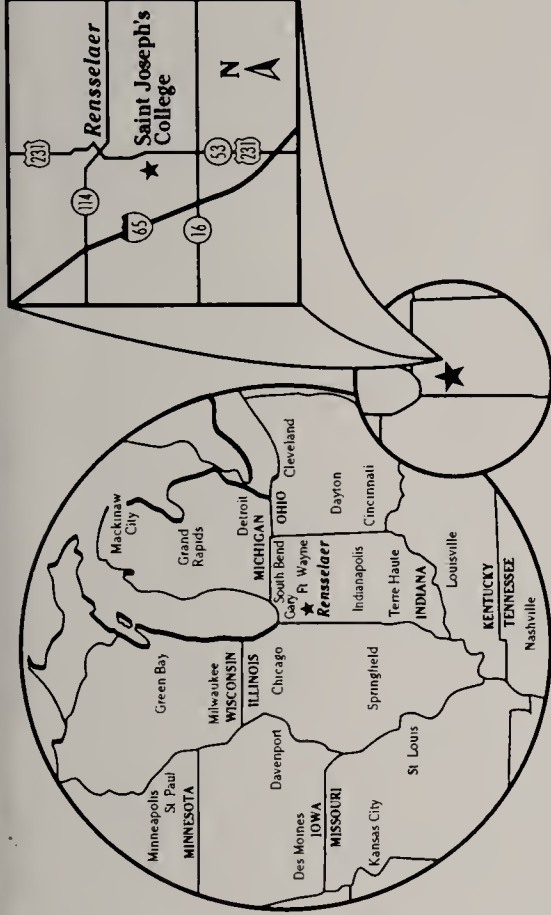 231
Rensselaer
114
Saint Joseph's
College
65
N
16
53
231
Mackinaw
City
Green Bay
Grand
Rapids
Minneapolis
St Paul
MINNESOTA
Milwaukee
WISCONSIN
Detroit
MICHIGAN
Cleveland
ILLINOIS
Chicago
South Bend
Gary
Ft Wayne
OHIO
Rensselaer
Davenport
Des Moines
IOWA
Dayton
Indianapolis
Cincinnati
MISSOURI
Springfield
Terre Haute
Kansas City
INDIANA
St Louis
Louisville
KENTUCKY
TENNESSEE
Nashville